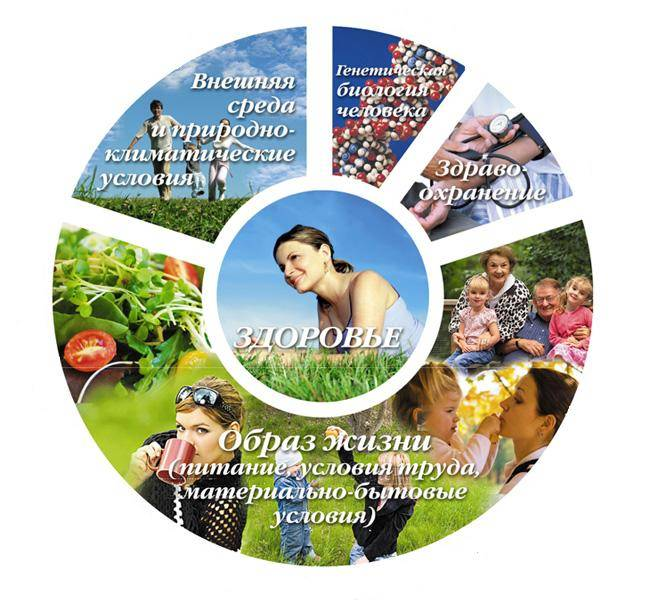 Внешняя
среда
и природно-
климатические
условия
Генетическая
биология
человека
Здраво-
охранение
ЗДОРОВЬЕ
Образ жизни
(питание, условия труда,
материально-бытовые
условия)